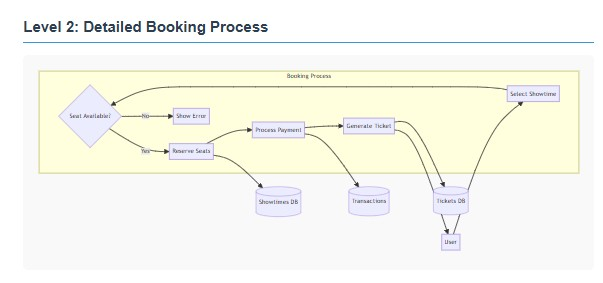 Level 2: Detailed Booking Process
Booking Process
Select Showtime
Seat Available?
No
Show Error
Process Payment
Generate Ticket
Yes
Reserve Seats
Showtimes DB
Transactions
Tickets DB
User